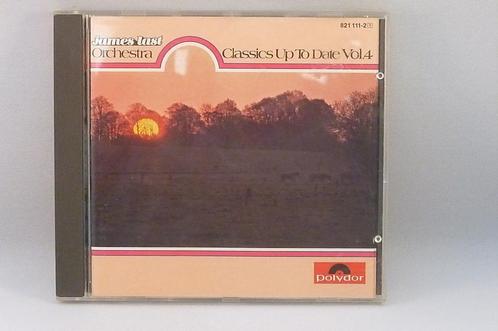 821 111-2
James Last
Orchestra
Classics Up To Date Vol.4
polydor